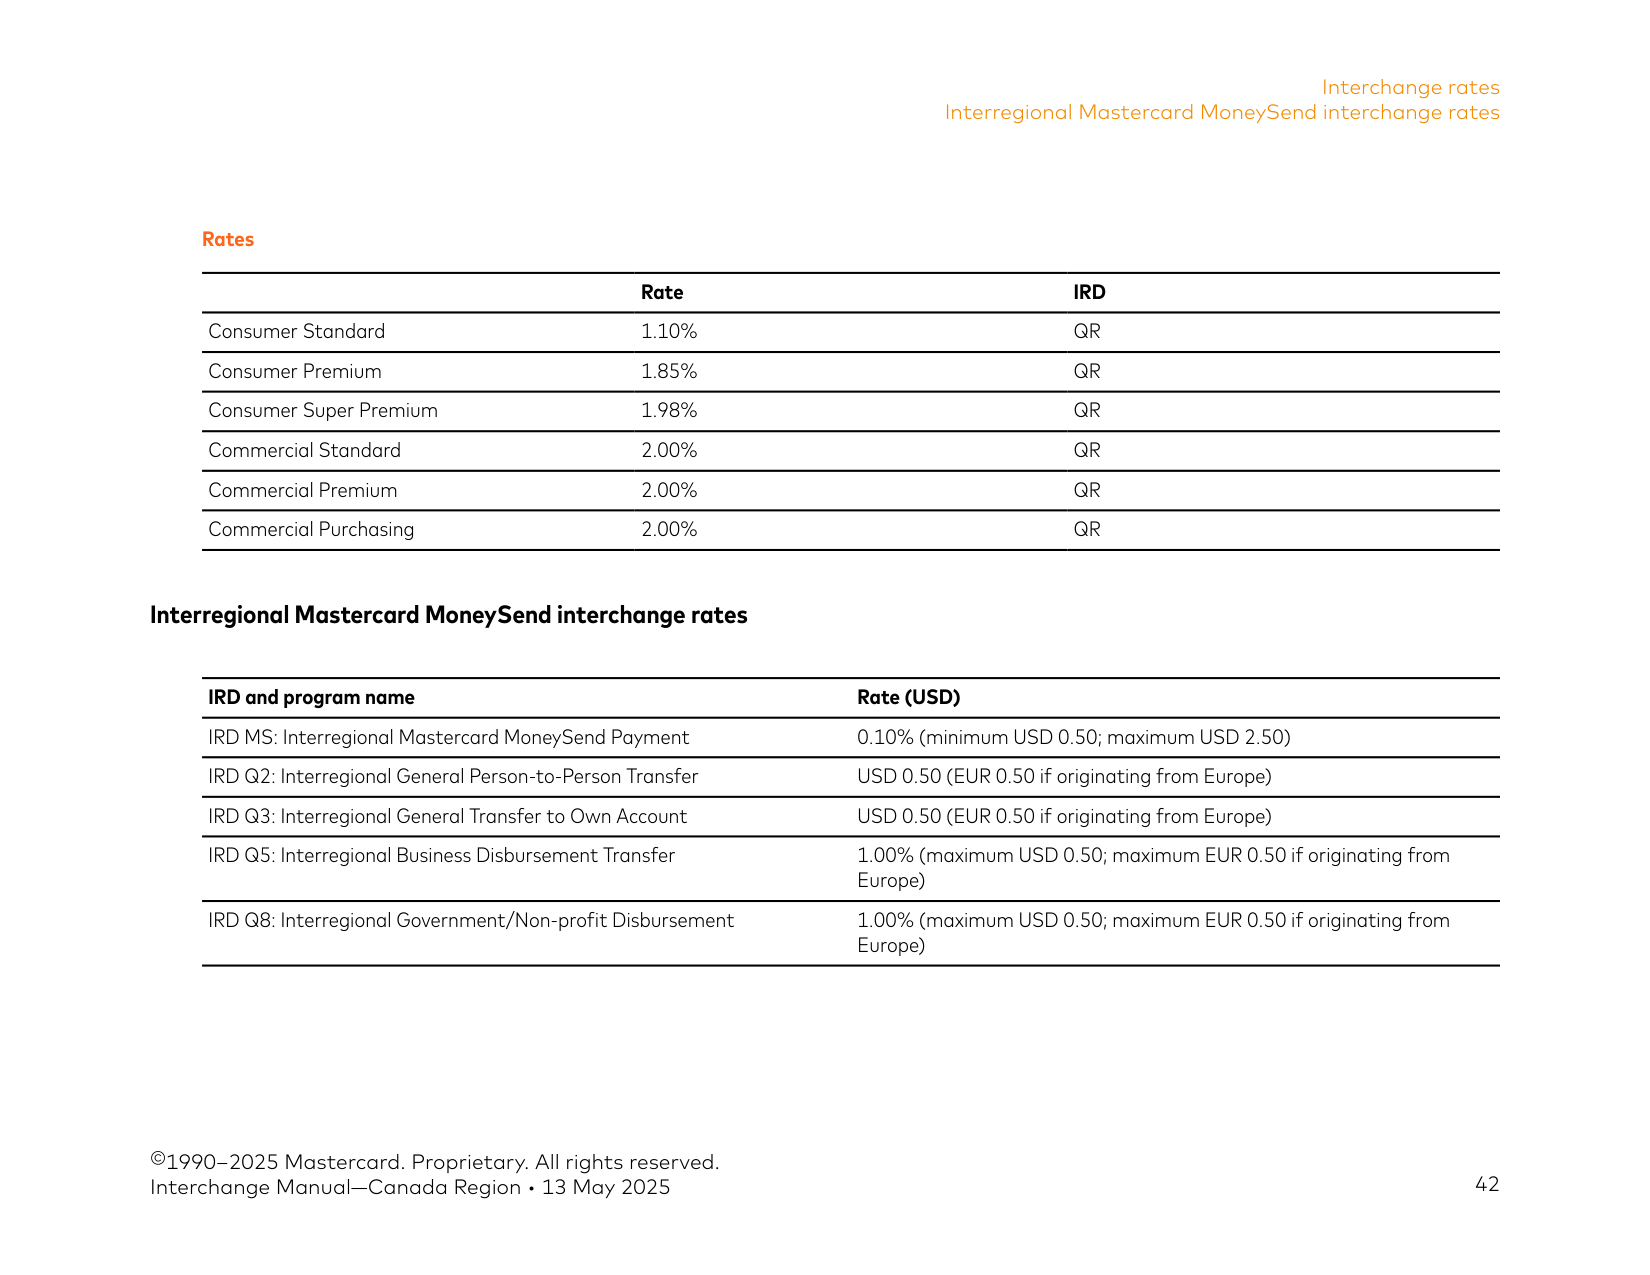 Interchange rates
Interregional Mastercard MoneySend interchange rates
Rates
Rate IRD
Consumer Standard 1.10% QR
Consumer Premium 1.85% QR
Consumer Super Premium 1.98% QR
Commercial Standard 2.00% QR
Commercial Premium 2.00% QR
Commercial Purchasing 2.00% QR
Interregional Mastercard MoneySend interchange rates
IRD and program name Rate (USD)
IRD MS: Interregional Mastercard MoneySend Payment 0.10% (minimum USD 0.50; maximum USD 2.50)
IRD Q2: Interregional General Person-to-Person Transfer USD 0.50 (EUR 0.50 if originating from Europe)
IRD Q3: Interregional General Transfer to Own Account USD 0.50 (EUR 0.50 if originating from Europe)
IRD Q5: Interregional Business Disbursement Transfer 1.00% (maximum USD 0.50; maximum EUR 0.50 if originating from
Europe)
IRD Q8: Interregional Government/Non-profit Disbursement 1.00% (maximum USD 0.50; maximum EUR 0.50 if originating from
Europe)
©1990–2025 Mastercard. Proprietary. All rights reserved.
Interchange Manual—Canada Region • 13 May 2025 42